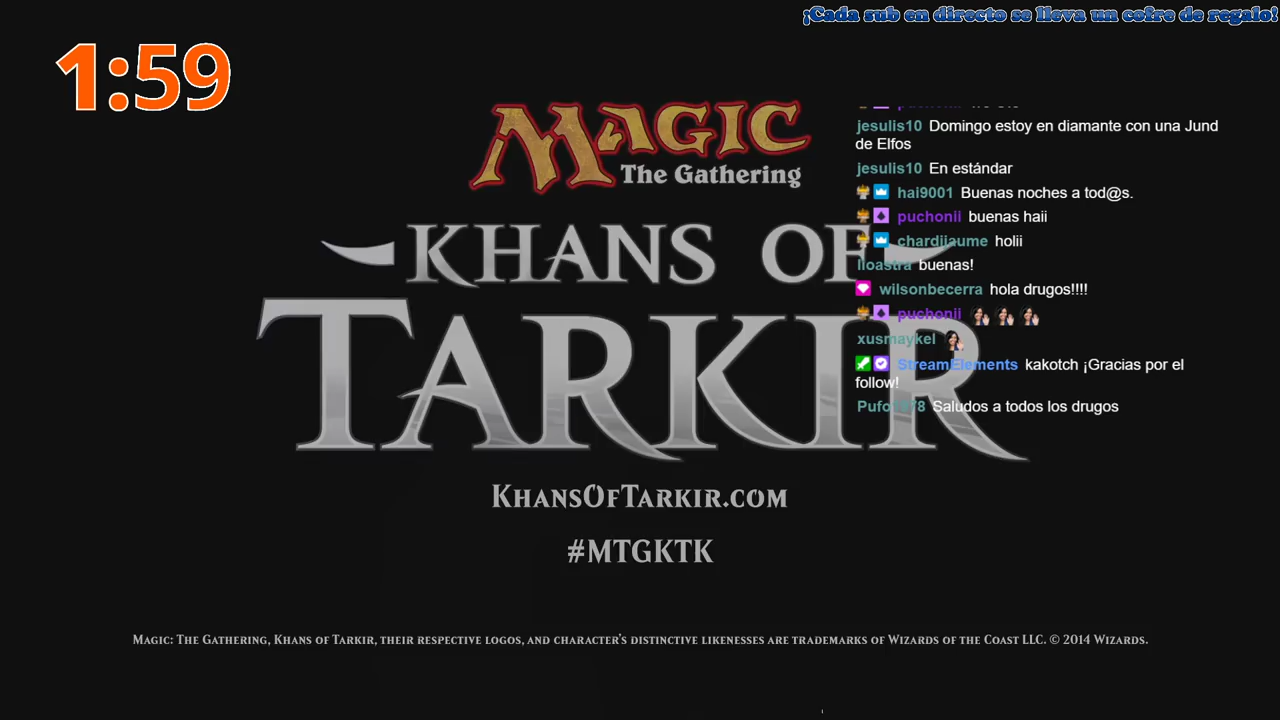 ¡Cada sub en directo se lleva un cofre de regalo!
1:59
MAGIC
The Gathering
KHANS OF
TARKIR
KHANSOFTARKIR.COM
#MTGKTK
MAGIC: THE GATHERING, KHANS OF TARKIR, THEIR RESPECTIVE LOGOS, AND CHARACTER'S DISTINCTIVE LIKENESSES ARE TRADEMARKS OF WIZARDS OF THE COAST LLC. © 2014 WIZARDS.
jesulis10 Domingo estoy en diamante con una Jund
de Elfos
jesulis10 En estándar
hai9001 Buenas noches a tod@s.
puchonii buenas haii
chardijaume holii
lloastra buenas!
wilsonbecerra hola drugos!!!!
puchonii
xusmaykel
StreamElements kakotch ¡Gracias por el
follow!
Saludos a todos los drugos